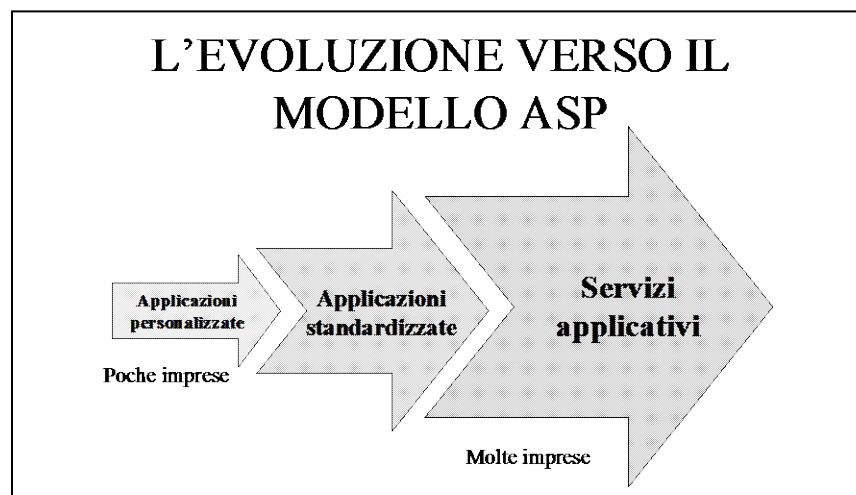 L'EVOLUZIONE VERSO IL
MODELLO ASP
Applicazioni
personalizzate
Poche imprese
Applicazioni
standardizzate
Servizi
applicativi
Molte imprese